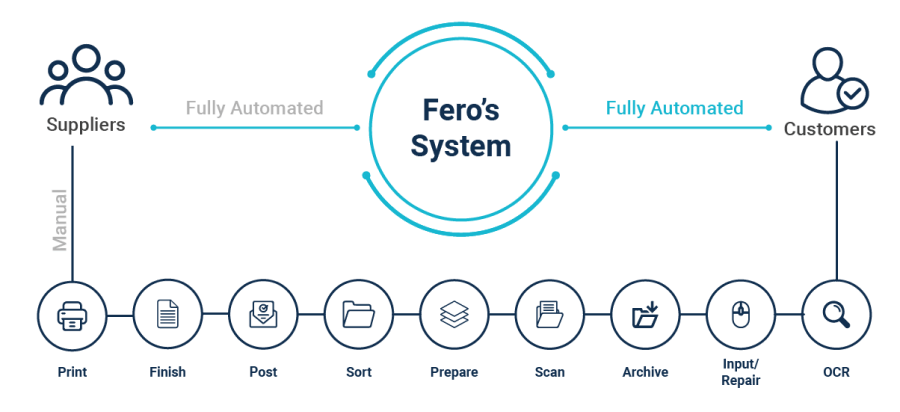 Fully Automated
Fero's
System
Fully Automated
Suppliers
Customers
Manual
Print
Finish
Post
Sort
Prepare
Scan
Archive
Input/
Repair
OCR